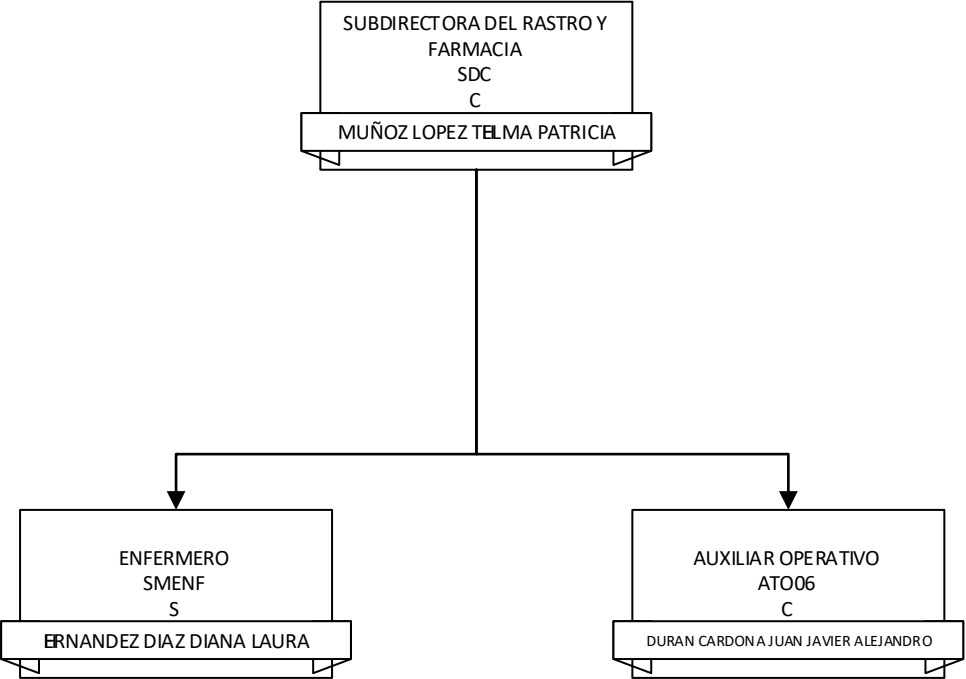 SUBDIRECTORA DEL RASTRO Y
FARMACIA
SDC
C
MUÑOZ LOPEZ TELMA PATRICIA
ENFERMERO
SMENF
S
DIAZ DIANA LAURA
AUXILIAR OPERATIVO
ATO06
C
DURAN CARDONA JUAN JAVIER ALEJANDRO